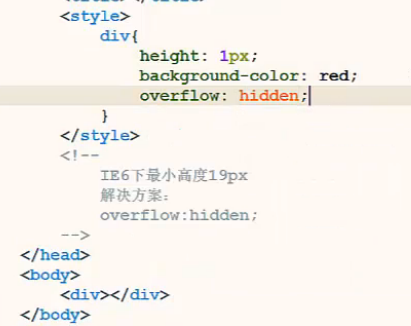 <style>
div{
height: 1px;
background-color: red;
overflow: hidden;
}
</style>
<!--
IE6下最小高度19px
解决方案:
overflow:hidden;
-->
</head>
<body>
<div></div>
</body>